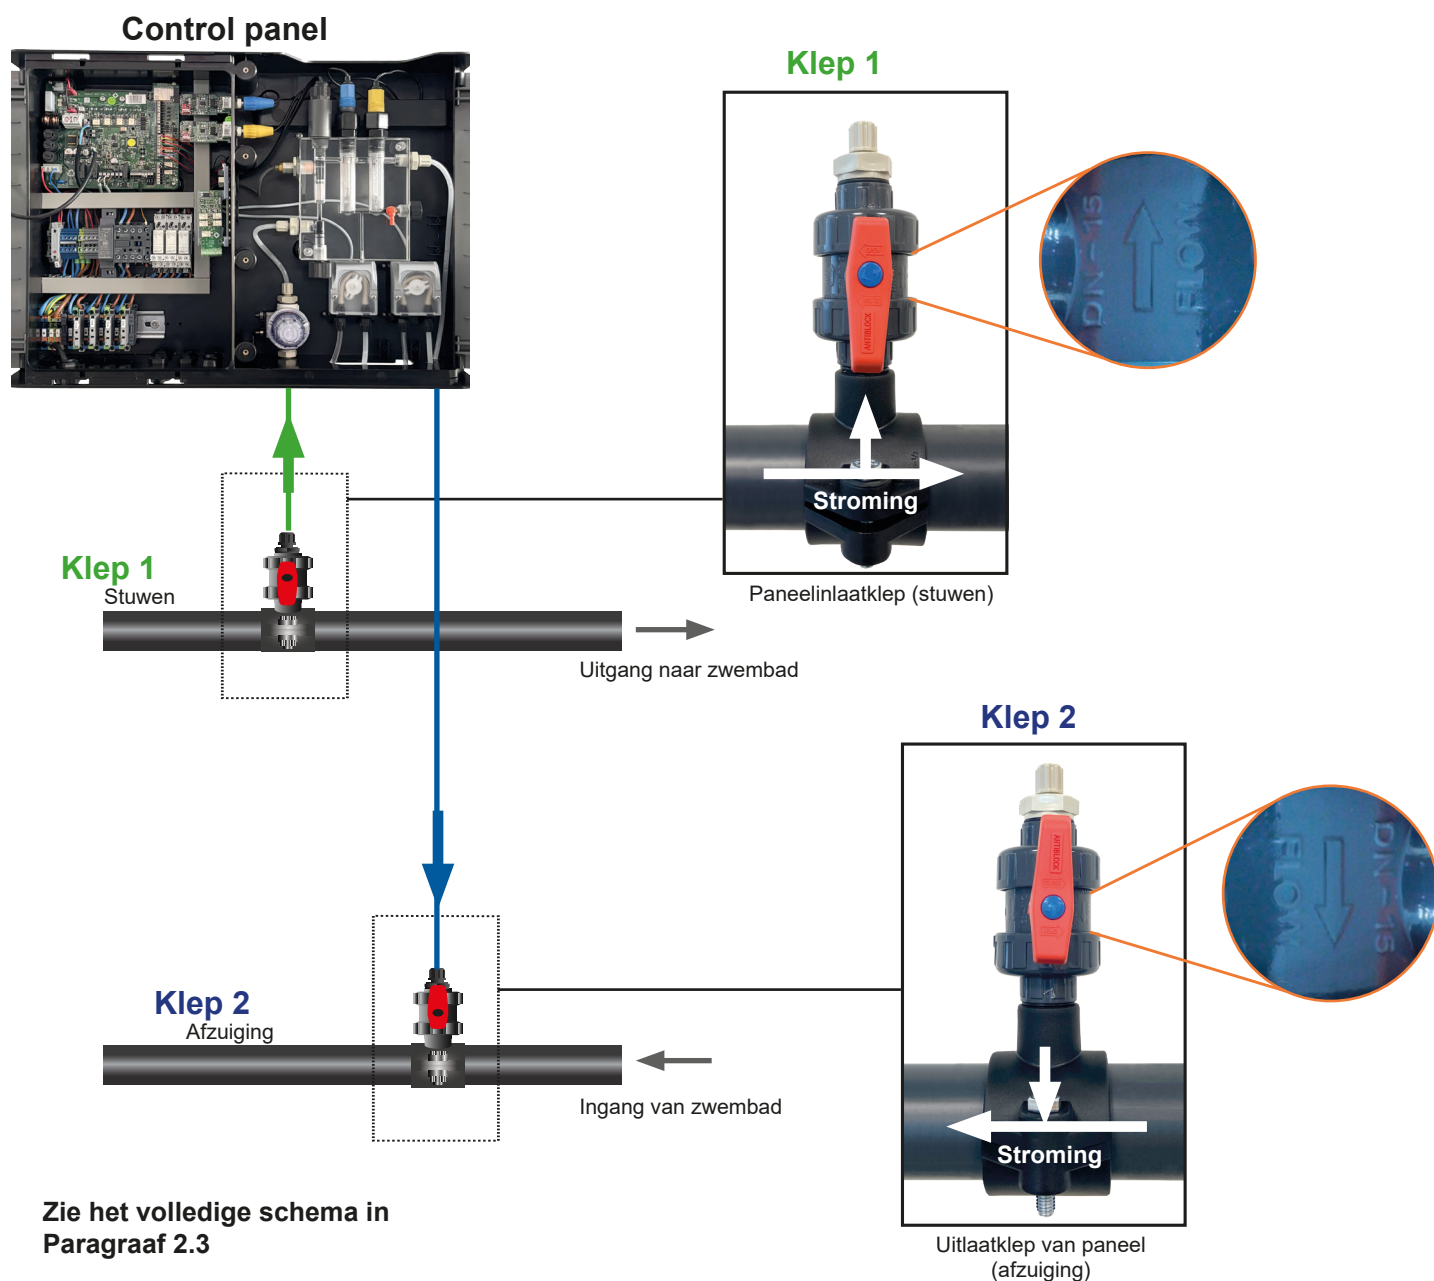 Control panel
Klep 1
DN-15
FLOW
ANTIBLOCK
Stroming
Paneelinlaatklep (stuwen)
Klep 1
Stuwen
Uitgang naar zwembad
Klep 2
ANTIBLOCK
FLOW
DN-15
Stroming
Klep 2
Afzuiging
Ingang van zwembad
Uitlaatklep van paneel
(afzuiging)
Zie het volledige schema in
Paragraaf 2.3